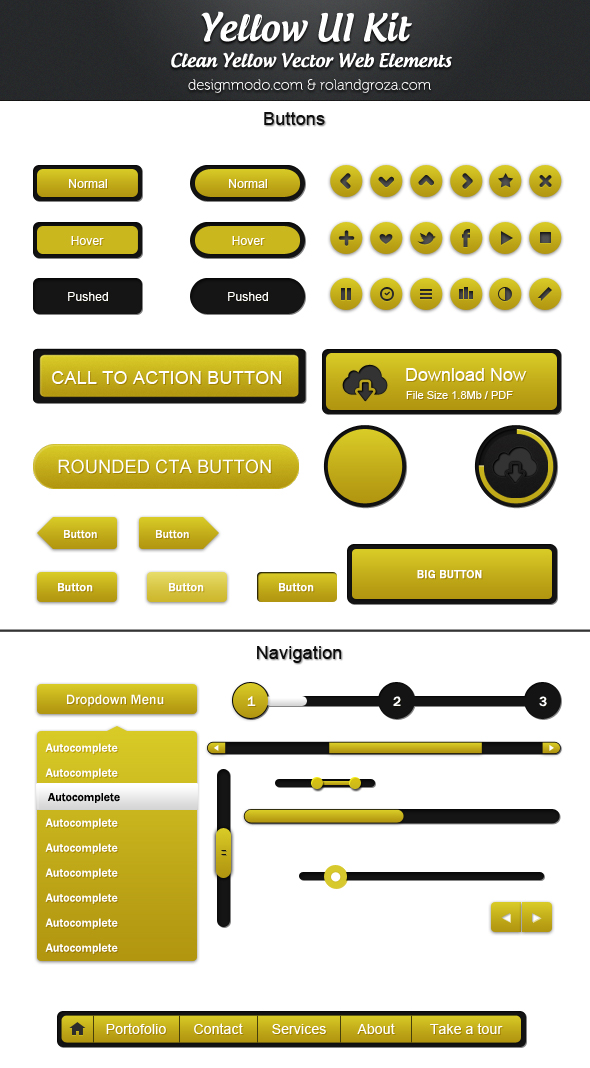 Yellow UI Kit
Clean Yellow Vector Web Elements
designmodo.com & rolandgroza.com
Buttons
Normal Normal
Hover Hover
Pushed Pushed
CALL TO ACTION BUTTON
Download Now
File Size 1.8Mb / PDF
ROUNDED CTA BUTTON
Button Button
Button Button Button
BIG BUTTON
Navigation
Dropdown Menu
1 2 3
Autocomplete
Autocomplete
Autocomplete
Autocomplete
Autocomplete
Autocomplete
Autocomplete
Autocomplete
Autocomplete
Portofolio Contact Services About Take a tour